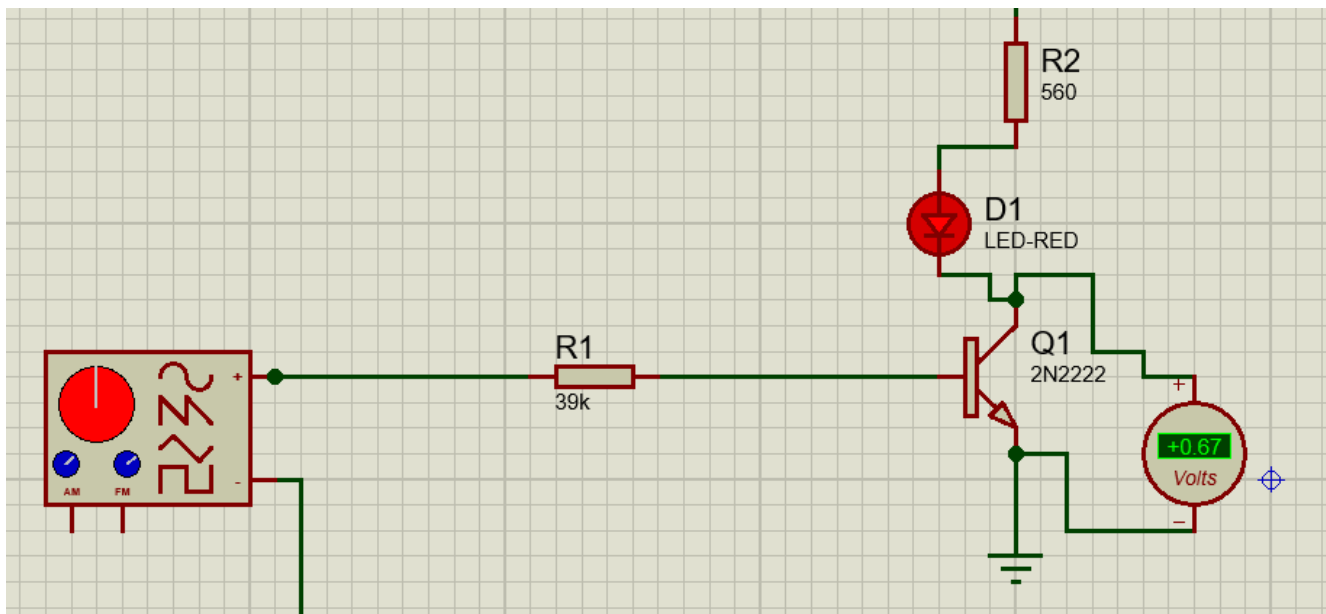 R2
560
D1
LED-RED
R1
39k
Q1
2N2222
+
-
AM FM
+
+0.67
Volts
−